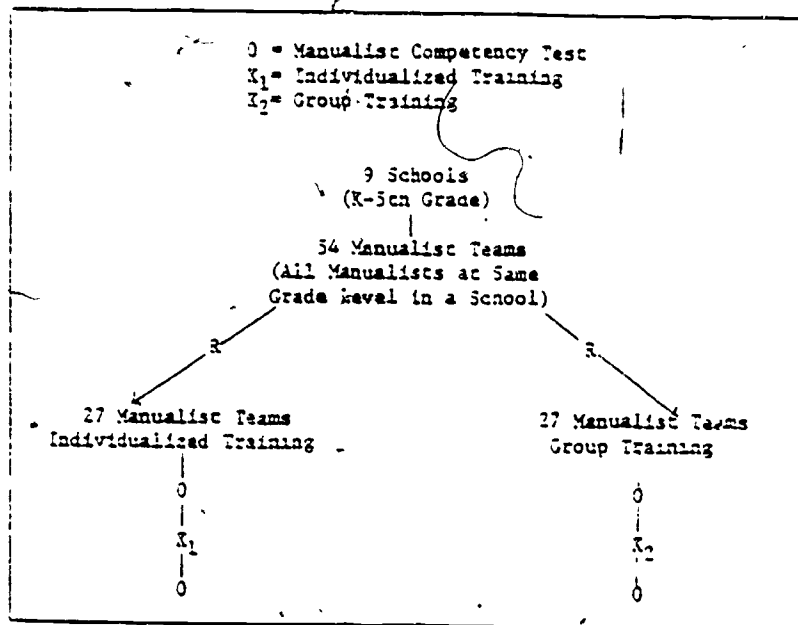 O = Manualist Competency Test
X1= Individualized Training
X2= Group Training
9 Schools
(K-5th Grade)
54 Manualist Teams
(All Manualists at Same
Grade Level in a School)
R
R
27 Manualist Teams
Individualized Training
27 Manualist Teams
Group Training
O
O
X1
X2
O
O